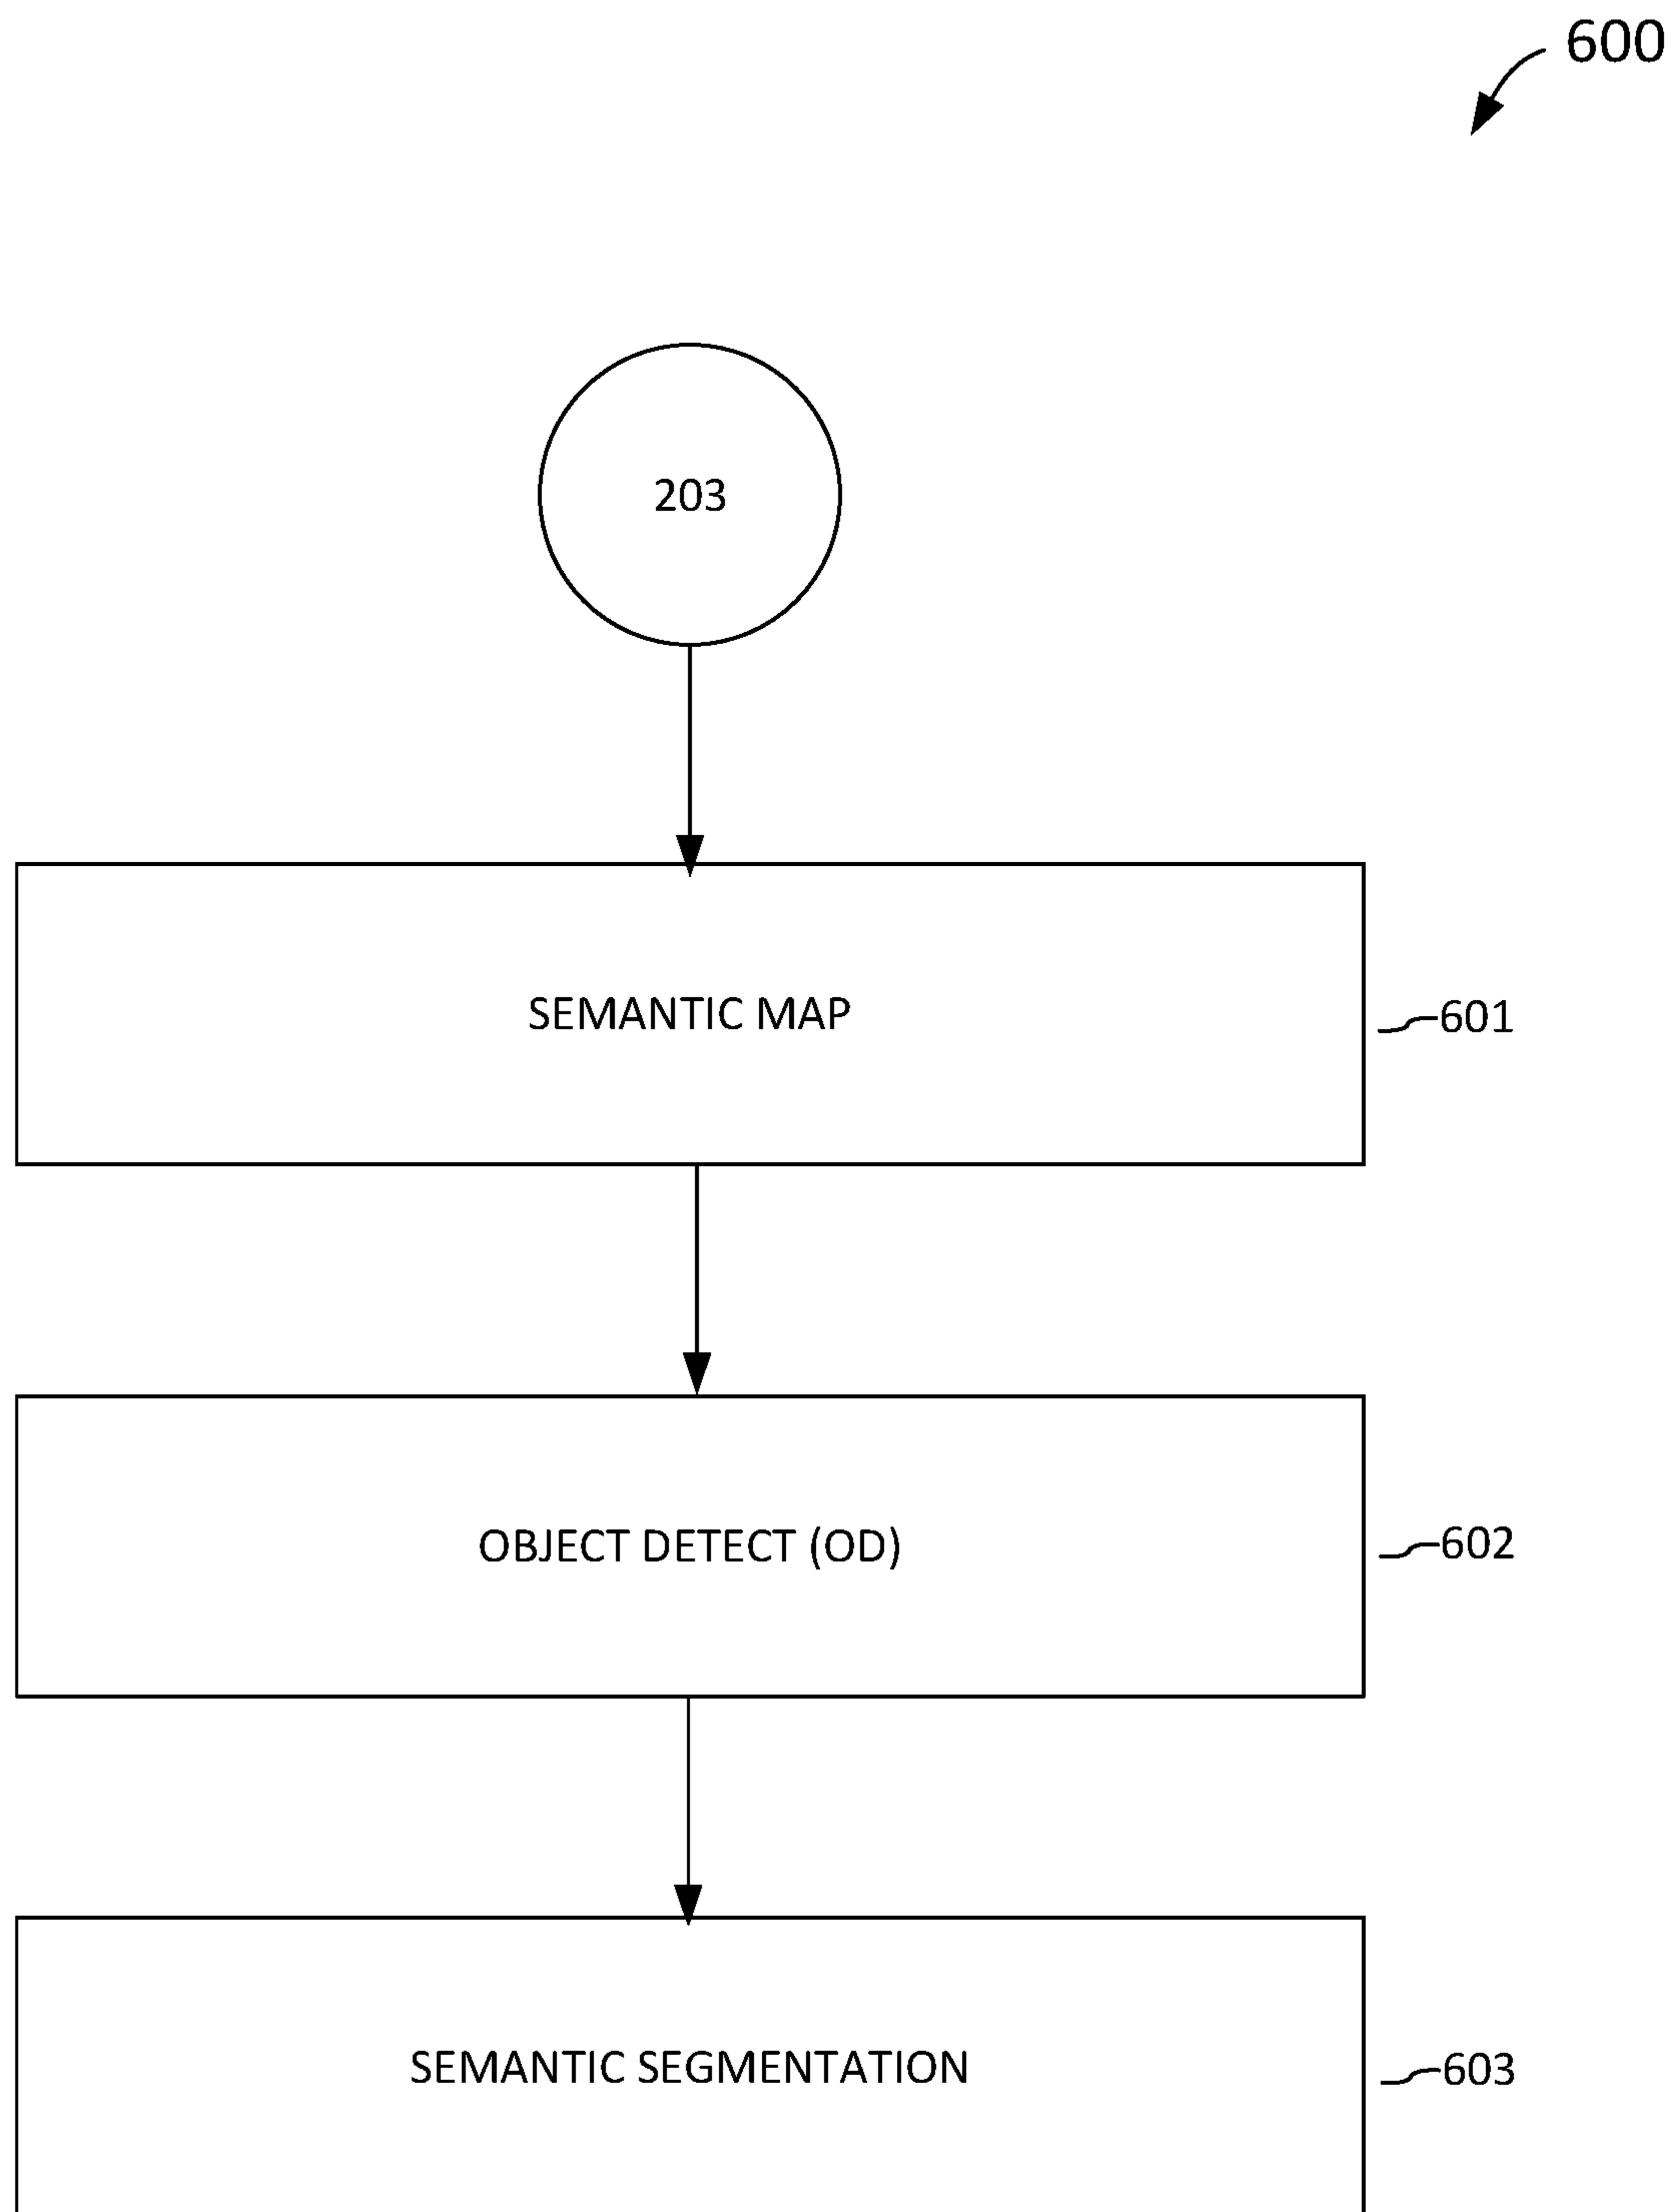 600
203
SEMANTIC MAP
601
OBJECT DETECT (OD)
602
SEMANTIC SEGMENTATION
603